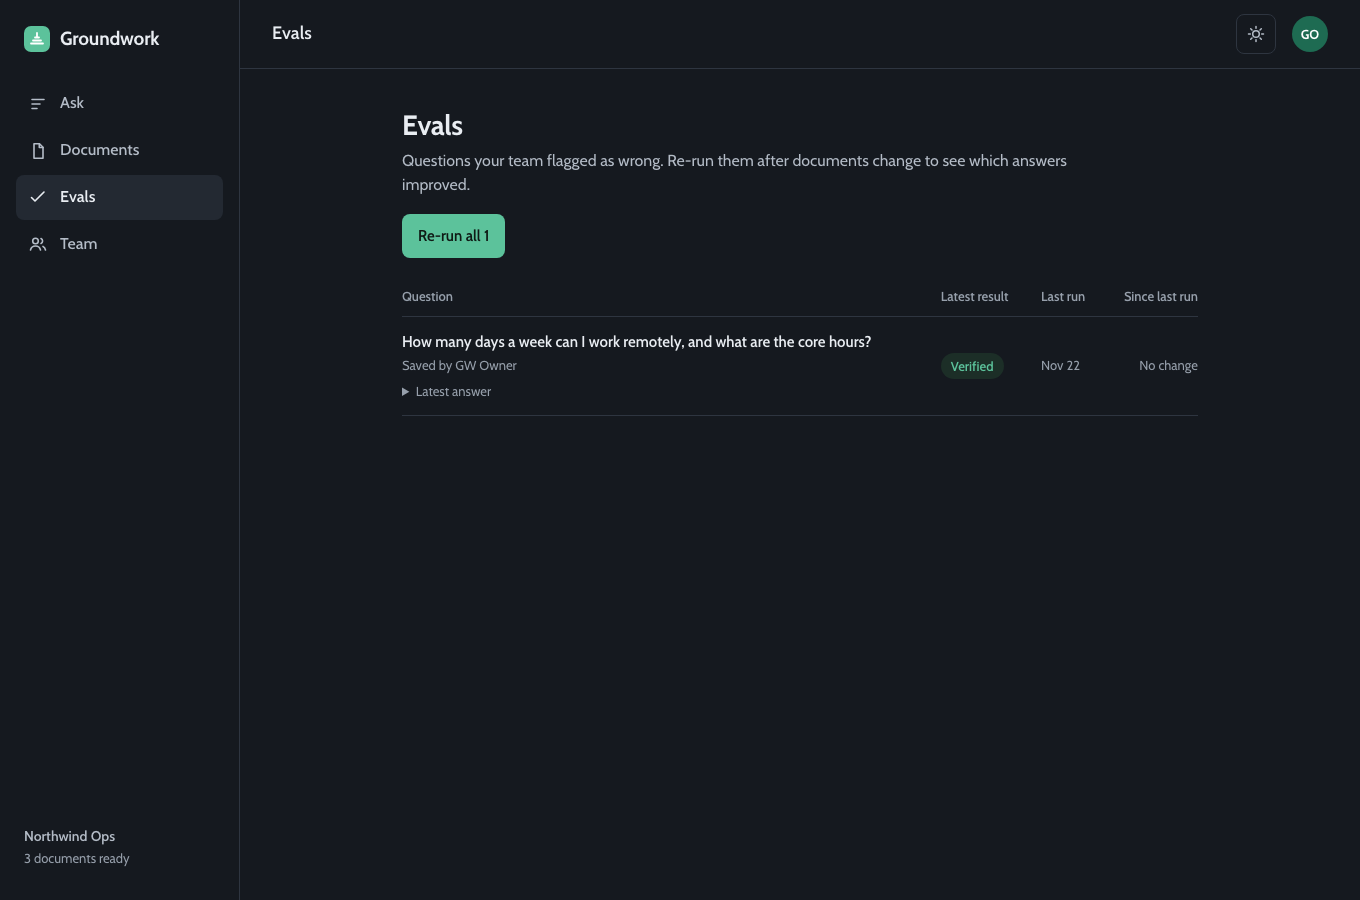 Groundwork
Ask
Documents
Evals
Team
Northwind Ops
3 documents ready
Evals
GO
Evals
Questions your team flagged as wrong. Re-run them after documents change to see which answers
improved.
Re-run all 1
Question Latest result Last run Since last run
How many days a week can I work remotely, and what are the core hours?
Saved by GW Owner
Verified Nov 22 No change
Latest answer